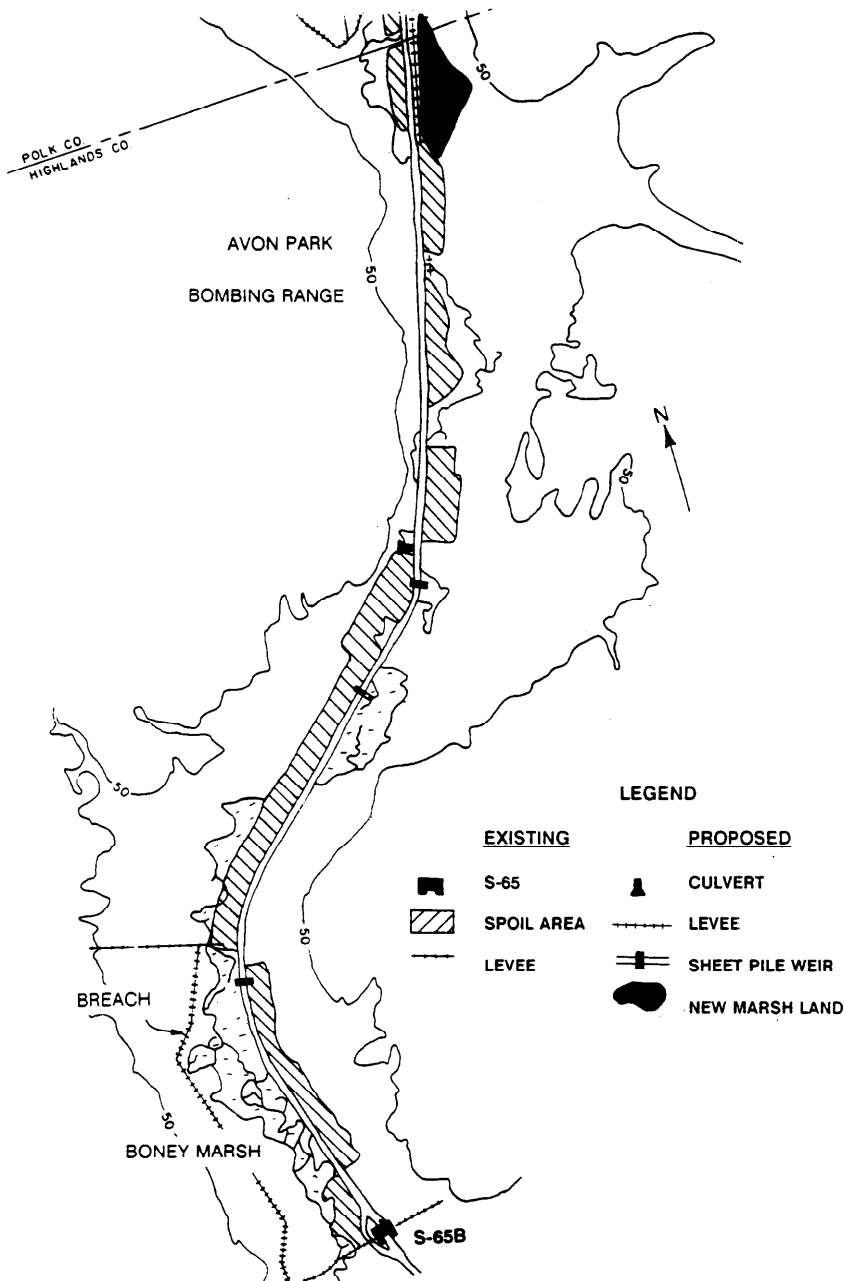 50
POLK CO.
HIGHLANDS CO.
AVON PARK
BOMBING RANGE
50
N
50
50
50
LEGEND
EXISTING
PROPOSED
S-65
CULVERT
SPOIL AREA
LEVEE
LEVEE
SHEET PILE WEIR
NEW MARSH LAND
BREACH
50
BONEY MARSH
S-65B